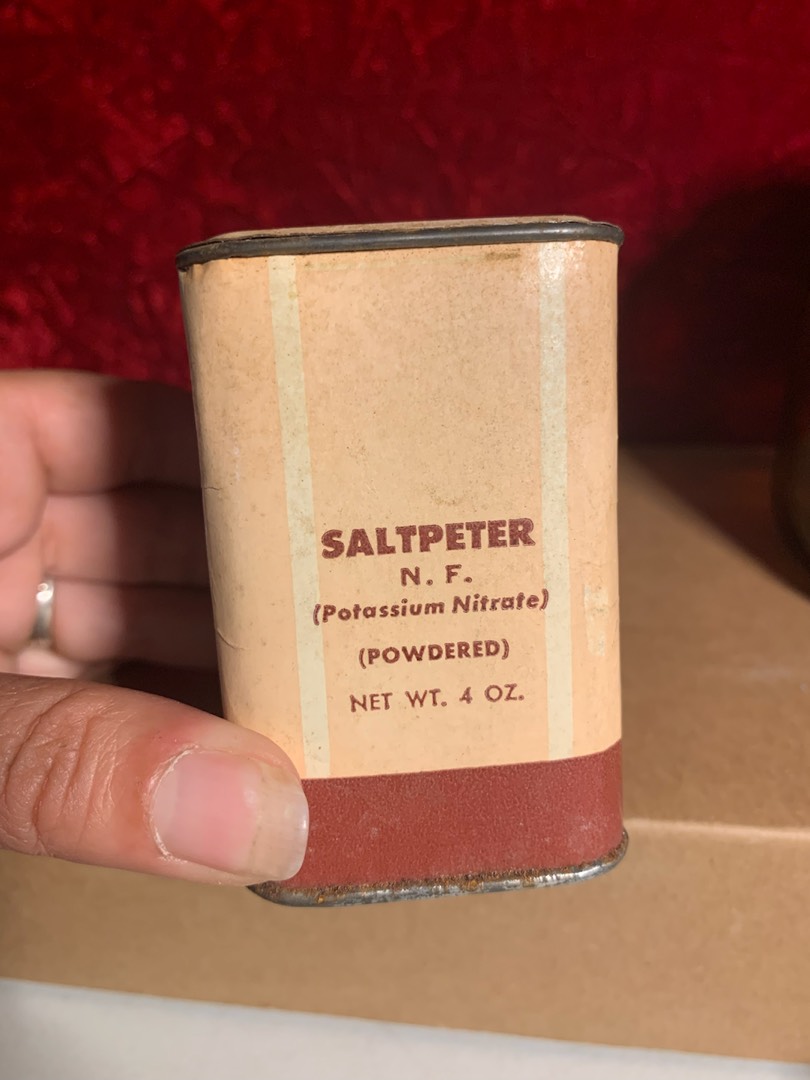 SALTPETER
N. F.
(Potassium Nitrate)
(POWDERED)
NET WT. 4 OZ.